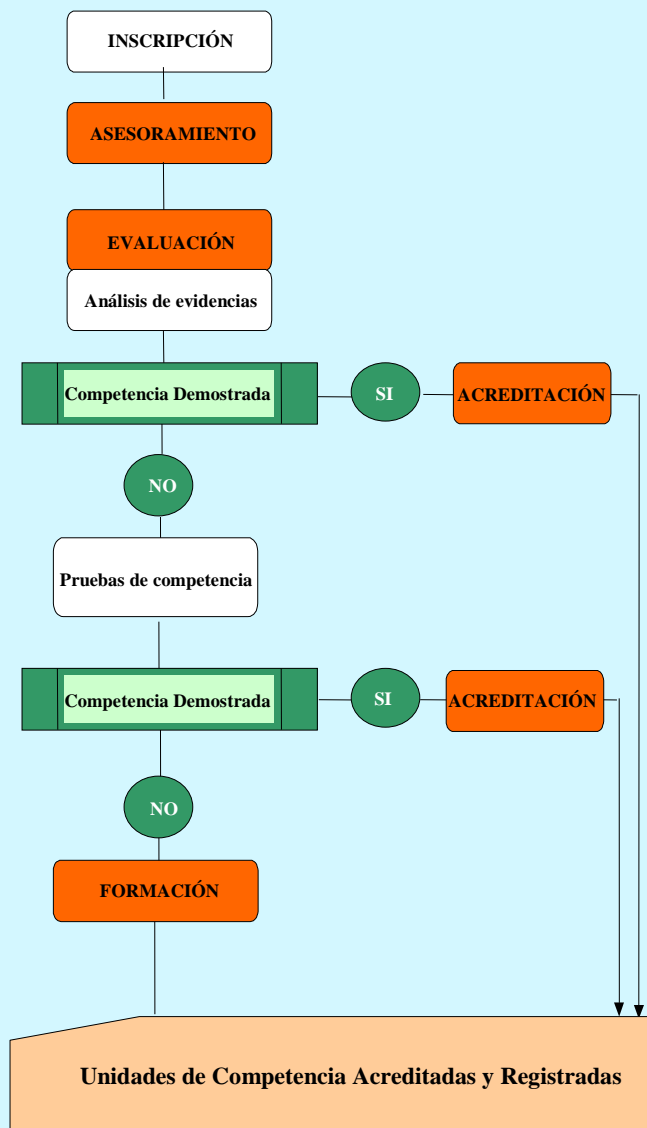 INSCRIPCIÓN
ASESORAMIENTO
EVALUACIÓN
Análisis de evidencias
Competencia Demostrada
SI
ACREDITACIÓN
NO
Pruebas de competencia
Competencia Demostrada
SI
ACREDITACIÓN
NO
FORMACIÓN
Unidades de Competencia Acreditadas y Registradas